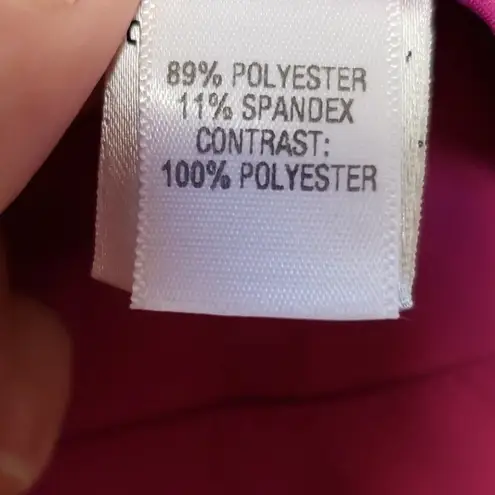 89% POLYESTER
11% SPANDEX
CONTRAST:
100% POLYESTER